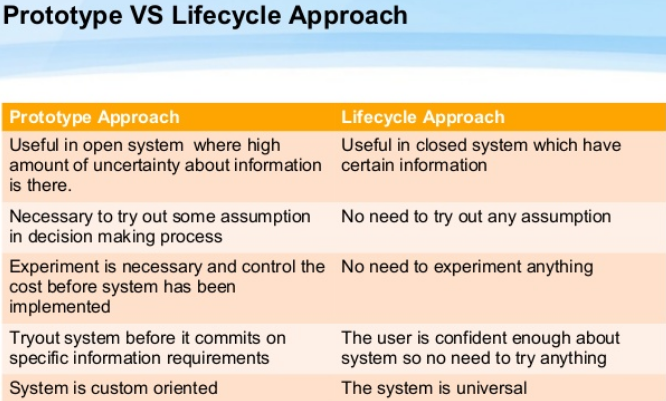 Prototype VS Lifecycle Approach
Prototype Approach
Lifecycle Approach
Useful in open system where high
amount of uncertainty about information
is there.
Useful in closed system which have
certain information
Necessary to try out some assumption
in decision making process
No need to try out any assumption
Experiment is necessary and control the
cost before system has been
implemented
No need to experiment anything
Tryout system before it commits on
specific information requirements
The user is confident enough about
system so no need to try anything
System is custom oriented
The system is universal